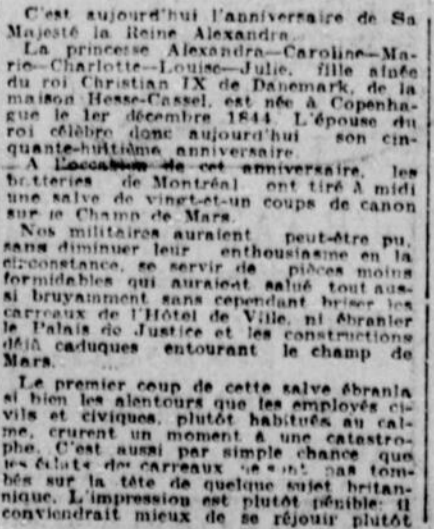 C'est aujourd'hui l'anniversaire de Sa
Majesté la Reine Alexandra.
La princesse Alexandra—Caroline—Ma-
rie—Charlotte—Louise—Julie, fille aînée
du roi Christian IX de Danemark, de la
maison Hesse-Cassel, est née à Copenha-
gue le 1er décembre 1844. L'épouse du
roi célèbre donc aujourd'hui son cin-
quante-huitième anniversaire.
A l'occasion de cet anniversaire, les
batteries de Montréal ont tiré à midi
une salve de vingt-et-un coups de canon
sur le Champ de Mars.
Nos militaires auraient peut-être pu,
sans diminuer leur enthousiasme en la
circonstance, se servir de pièces moins
formidables qui auraient salué tout aus-
si bruyamment sans cependant briser les
carreaux de l'Hôtel de Ville, ni ébranler
le Palais de Justice et les constructions
déjà caduques entourant le champ de
Mars.
Le premier coup de cette salve ébranla
si bien les alentours que les employés ci-
vils et civiques, plutôt habitués au cal-
me, crurent un moment à une catastro-
phe. C'est aussi par simple chance que
les éclats des carreaux ne sont pas tom-
bés sur la tête de quelque sujet britan-
nique. L'impression est plutôt pénible; il
conviendrait mieux de se réjouir plutôt